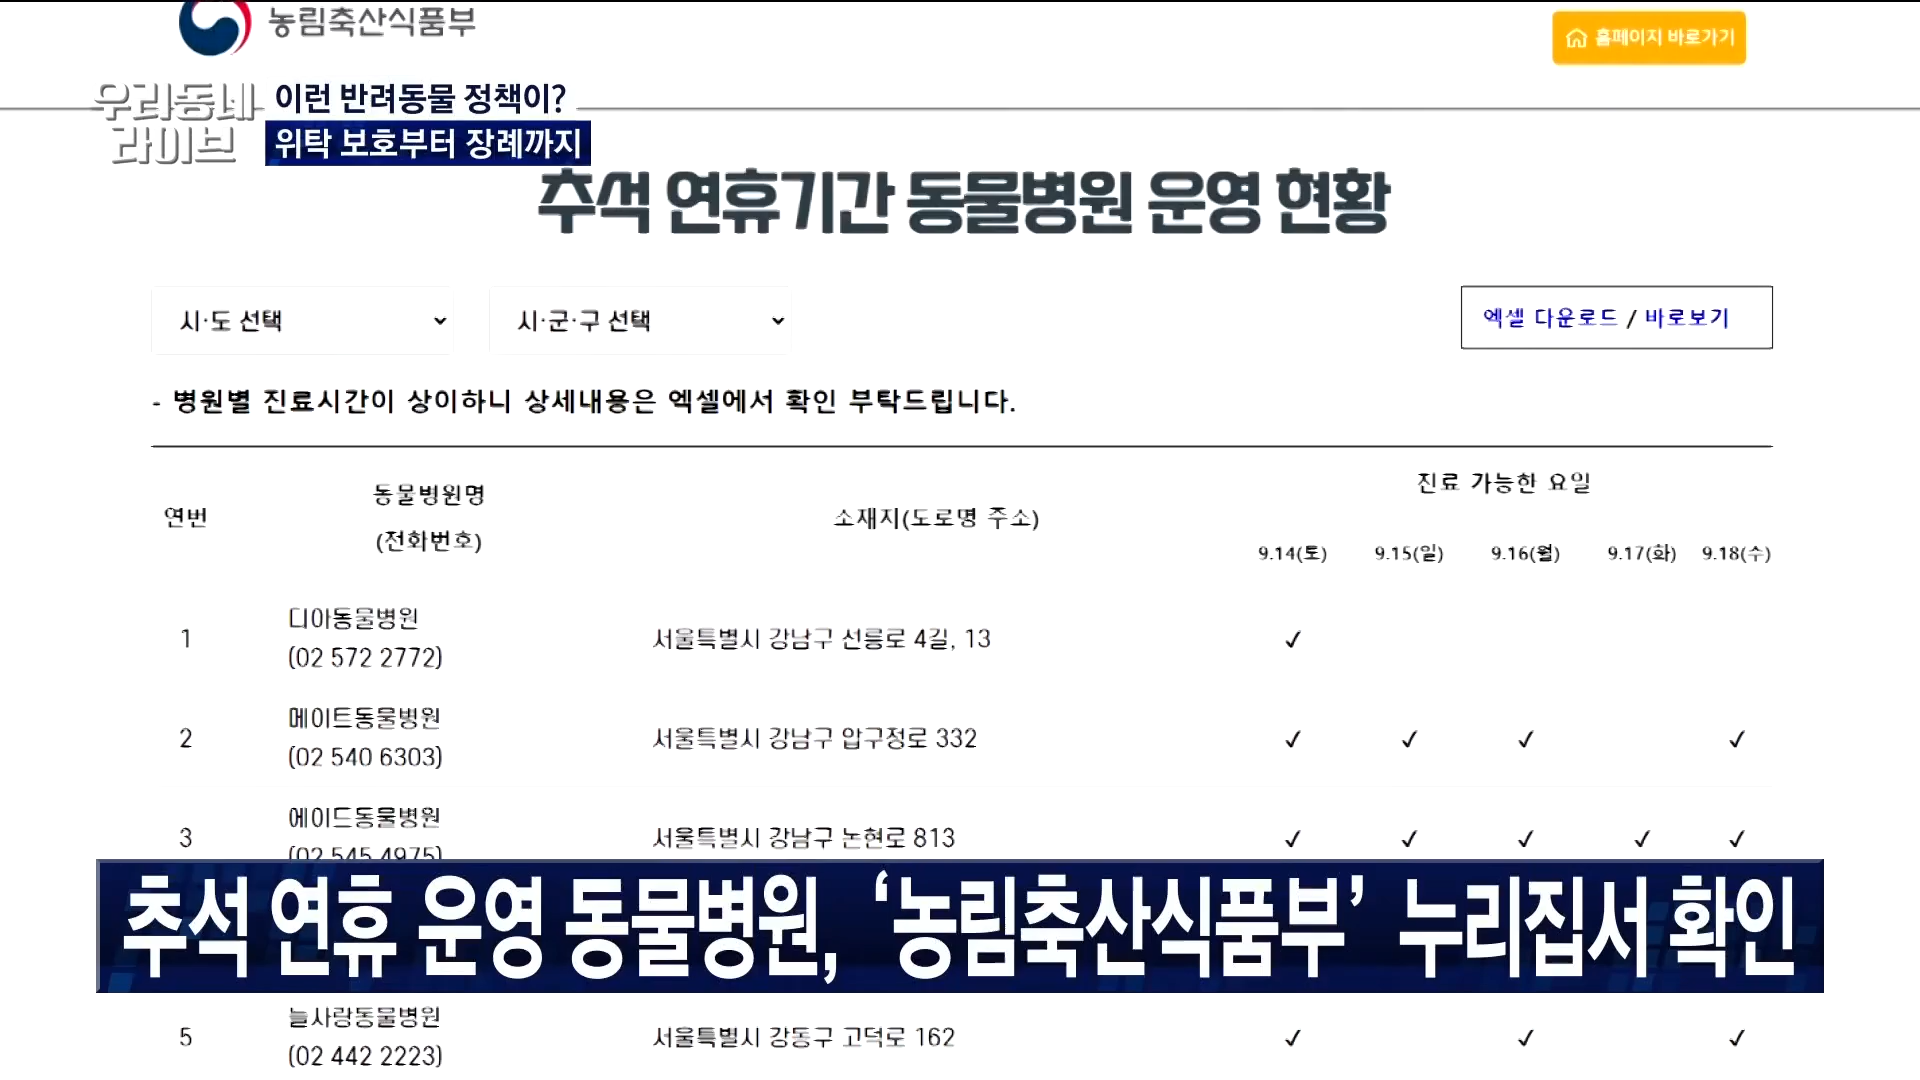 농림축산식품부
홈페이지 바로가기
우리동네
라이브
이런 반려동물 정책이?
위탁 보호부터 장례까지
추석 연휴기간 동물병원 운영 현황
시·도 선택
시·군·구 선택
엑셀 다운로드 / 바로보기
- 병원별 진료시간이 상이하니 상세내용은 엑셀에서 확인 부탁드립니다.
연번
동물병원명
(전화번호)
소재지(도로명 주소)
진료 가능한 요일
9.14(토) 9.15(일) 9.16(월) 9.17(화) 9.18(수)
1
디아동물병원
(02 572 2772)
서울특별시 강남구 선릉로 4길, 13
✓
2
메이트동물병원
(02 540 6303)
서울특별시 강남구 압구정로 332
✓ ✓ ✓ ✓
3
에이드동물병원
(02 545 4975)
서울특별시 강남구 논현로 813
✓ ✓ ✓ ✓ ✓
추석 연휴 운영 동물병원, ‘농림축산식품부’ 누리집서 확인
5
늘사랑동물병원
(02 442 2223)
서울특별시 강동구 고덕로 162
✓ ✓ ✓